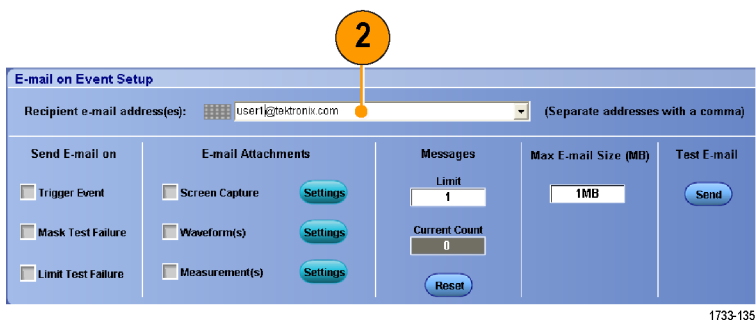 2
E-mail on Event Setup
Recipient e-mail address(es): user1@tektronix.com (Separate addresses with a comma)
Send E-mail on
Trigger Event
Mask Test Failure
Limit Test Failure
E-mail Attachments
Screen Capture Settings
Waveform(s) Settings
Measurement(s) Settings
Messages
Limit
1
Current Count
0
Reset
Max E-mail Size (MB)
1MB
Test E-mail
Send
1733-135